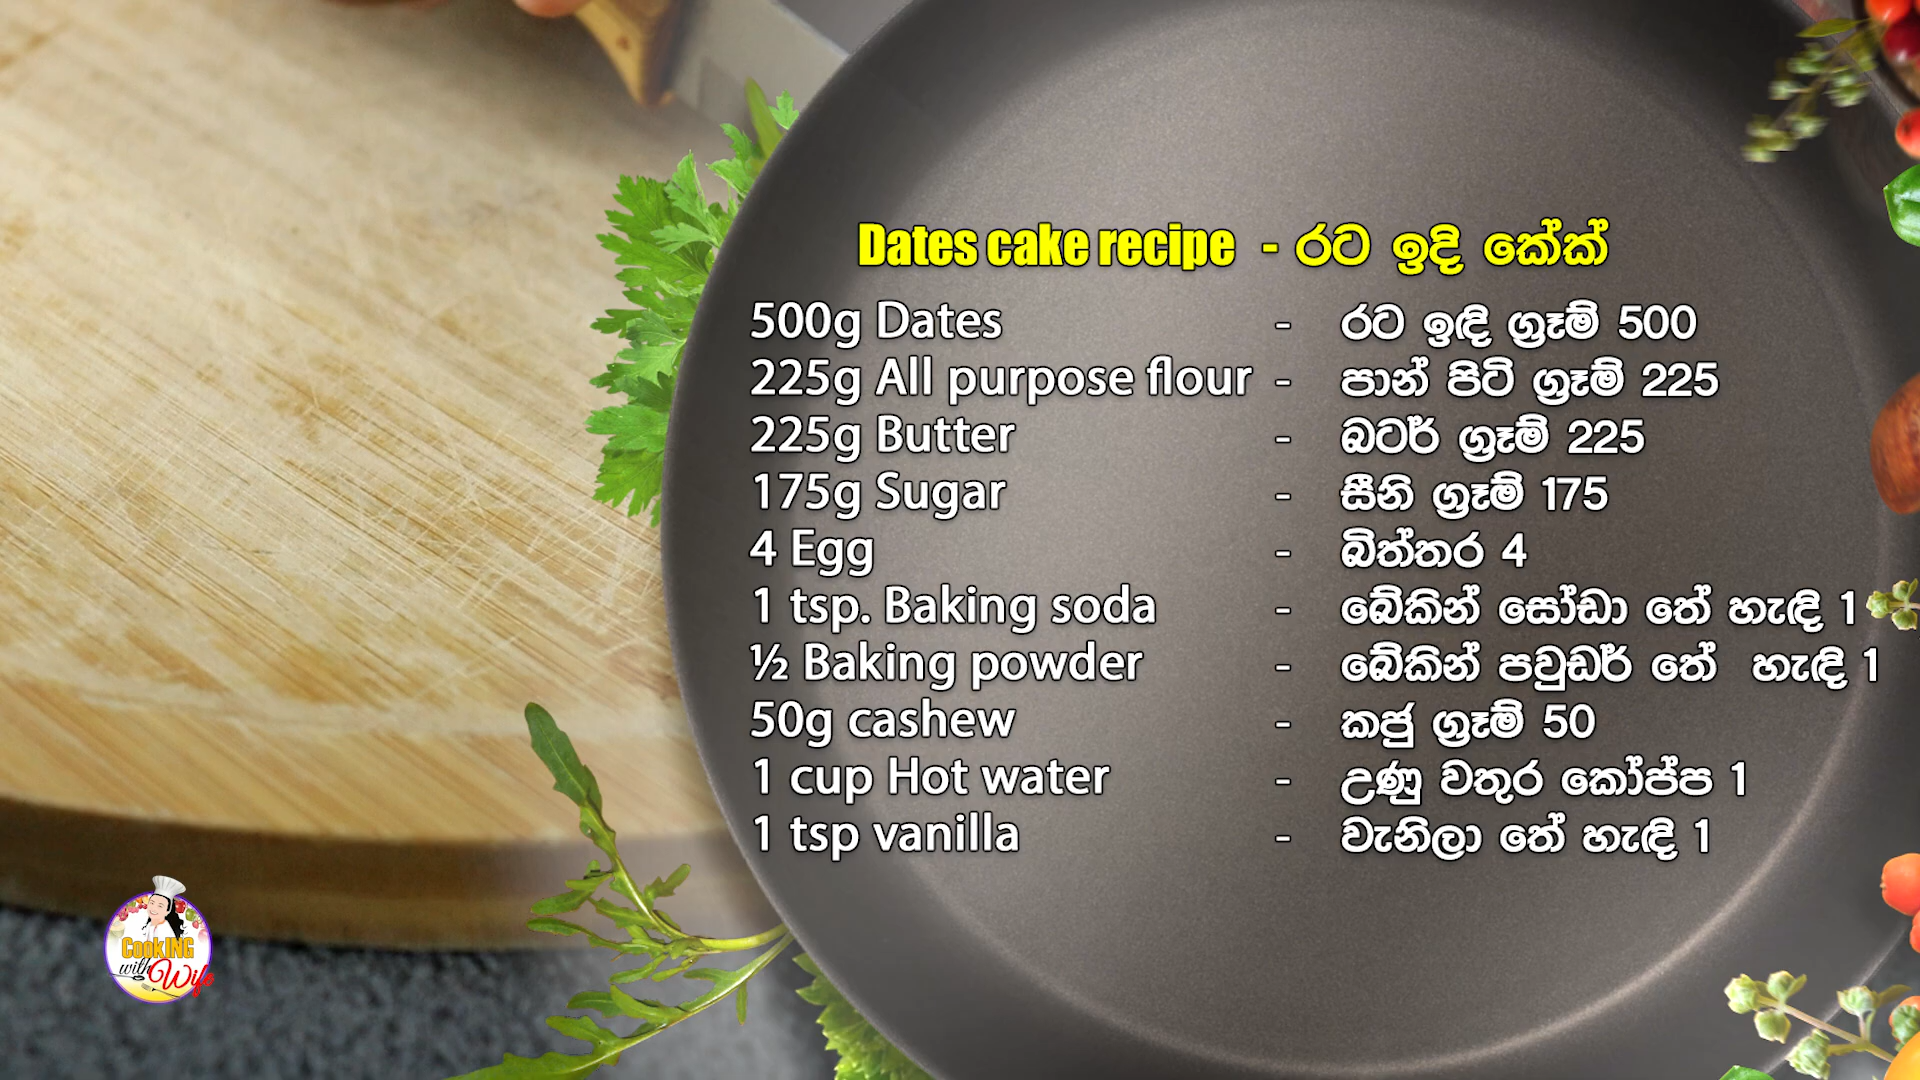 Dates cake recipe - රට ඉදි කේක්
500g Dates - රට ඉඳි ග්‍රෑම් 500
225g All purpose flour - පාන් පිටි ග්‍රෑම් 225
225g Butter - බටර් ග්‍රෑම් 225
175g Sugar - සීනි ග්‍රෑම් 175
4 Egg - බිත්තර 4
1 tsp. Baking soda - බේකින් සෝඩා තේ හැඳි 1
½ Baking powder - බේකින් පවුඩර් තේ හැඳි 1
50g cashew - කජු ග්‍රෑම් 50
1 cup Hot water - උණු වතුර කෝප්ප 1
1 tsp vanilla - වැනිලා තේ හැඳි 1
CooKING
with Wife